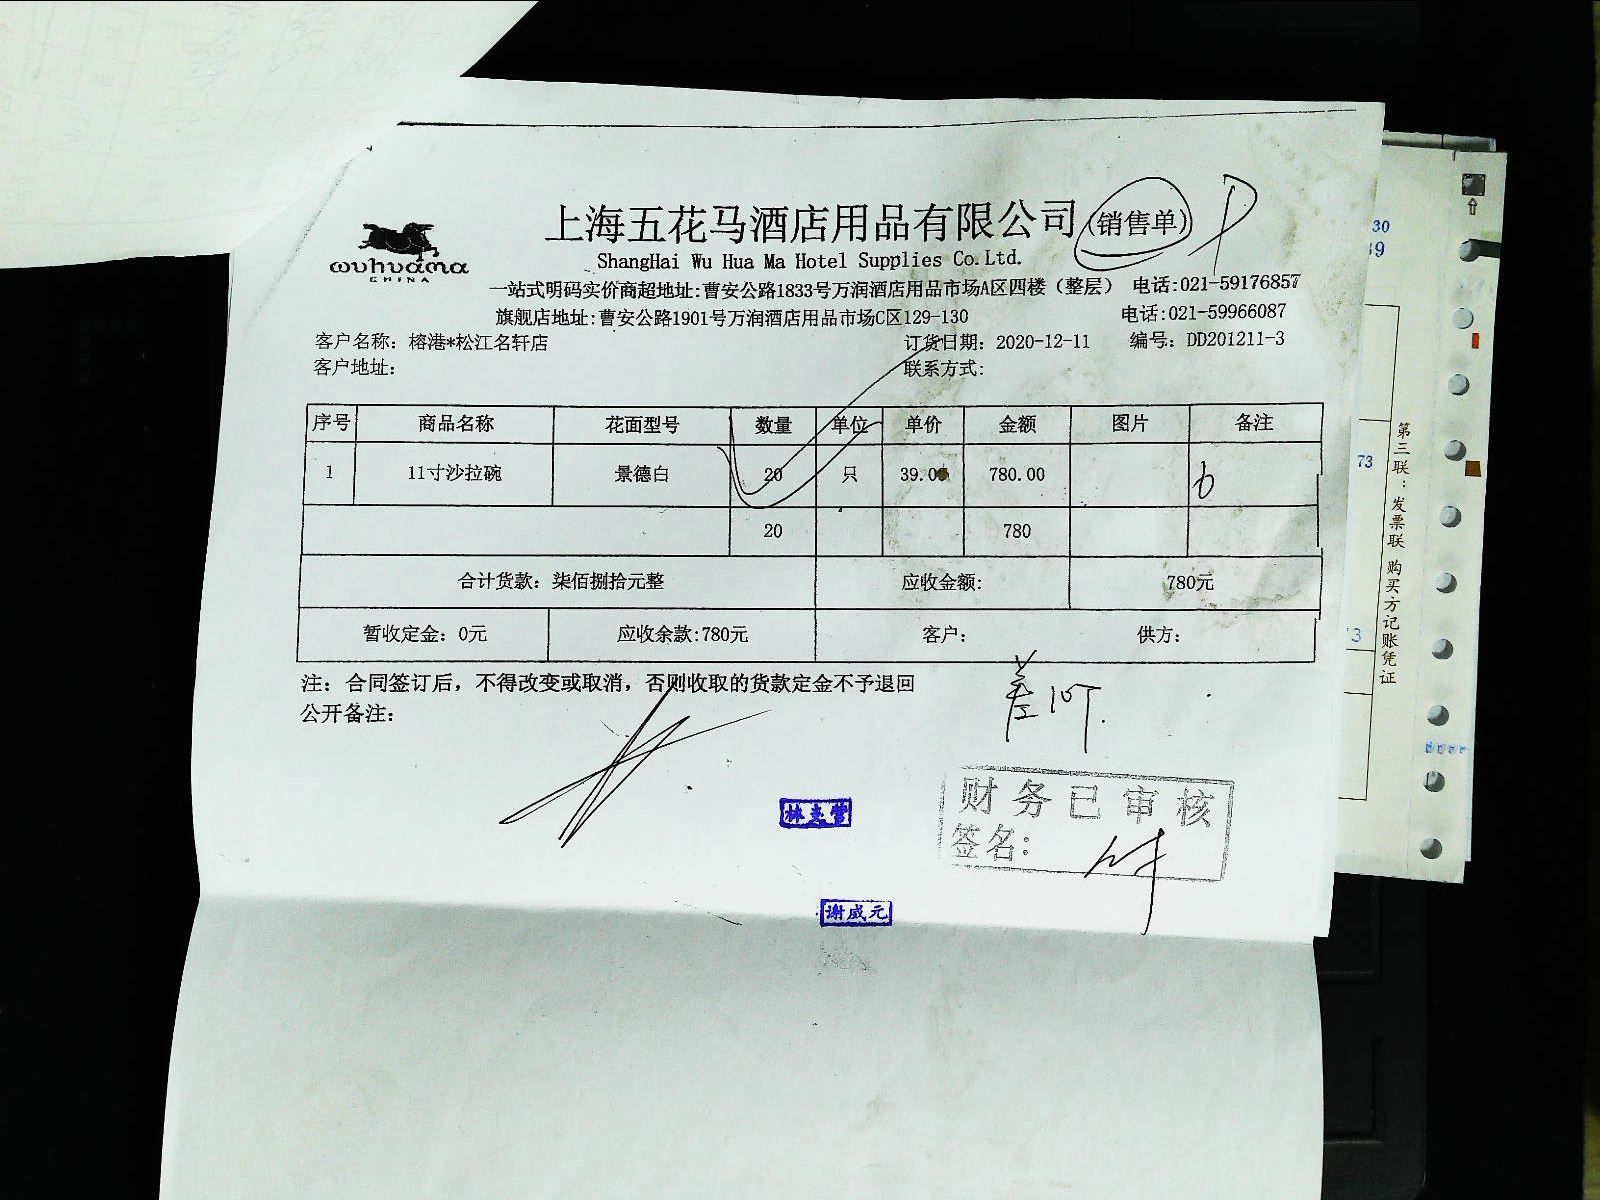 上海五花马酒店用品有限公司(销售单)
wuhuama
CHINA
ShangHai Wu Hua Ma Hotel Supplies Co.Ltd.
一站式明码实价商超地址:曹安公路1833号万润酒店用品市场A区四楼（整层） 电话:021-59176857
旗舰店地址:曹安公路1901号万润酒店用品市场C区129-130 电话:021-59966087
客户名称：榕港*松江名轩店 订货日期：2020-12-11 编号：DD201211-3
客户地址： 联系方式:
序号 商品名称 花面型号 数量 单位 单价 金额 图片 备注
1 11寸沙拉碗 景德白 20 只 39.00 780.00 6
20 780
合计货款：柒佰捌拾元整 应收金额: 780元
暂收定金：0元 应收余款:780元 客户： 供方：
注：合同签订后，不得改变或取消，否则收取的货款定金不予退回
公开备注：
财务已审核
签名：
谢威元
30
39
73
第三联：发票联 购买方记账凭证